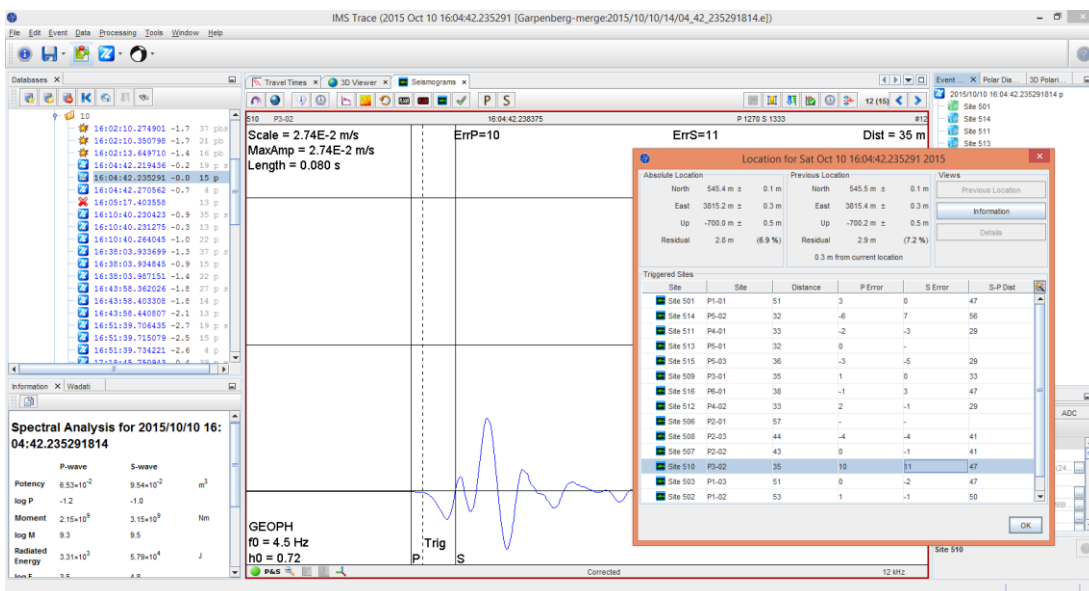 IMS Trace (2015 Oct 10 16:04:42.235291 [Garpenberg-merge:2015/10/10/14/04_42_235291814.e])
File Edit Event Data Processing Tools Window Help
Databases
10
16:02:10.274901 -1.7 37 pbs
16:02:10.350798 -1.7 21 pb
16:02:13.649710 -1.4 16 pb
16:04:42.219436 -0.2 19 p s
16:04:42.235291 -0.0 15 p
16:04:42.270562 -0.7 4 p
16:05:17.403558 13 p
16:10:40.230423 -0.9 35 p s
16:10:40.231275 -0.3 13 p
16:10:40.264045 -1.0 22 p
16:38:03.933699 -1.3 37 p s
16:38:03.934845 -0.9 15 p
16:38:03.987151 -1.4 22 p
16:43:58.362026 -1.8 27 p s
16:43:58.403308 -1.8 14 p
16:43:58.440807 -2.1 13 p
16:51:39.706435 -2.7 19 p s
16:51:39.715079 -2.5 15 p
16:51:39.734221 -2.6 4 p
Information Wadati
Spectral Analysis for 2015/10/10 16:
04:42.235291814
P-wave S-wave
Potency 6.53×10-2 9.54×10-2 m3
log P -1.2 -1.0
Moment 2.15×109 3.15×109 Nm
log M 9.3 9.5
Radiated
Energy 3.31×103 5.79×104 J
Travel Times 3D Viewer Seismograms
P S
12 (15)
510 P3-02 16:04:42.238375 P 1270 S 1333 #12
Scale = 2.74E-2 m/s ErrP=10 ErrS=11 Dist = 35 m
MaxAmp = 2.74E-2 m/s
Length = 0.080 s
GEOPH
f0 = 4.5 Hz
h0 = 0.72
P
Trig
S
P&S Corrected 12 kHz
Event ... Polar Dia... 3D Polari...
2015/10/10 16:04:42.235291814 p
Site 501
Site 514
Site 511
Site 513
Location for Sat Oct 10 16:04:42.235291 2015
Absolute Location Previous Location Views
North 545.4 m ± 0.1 m North 545.5 m ± 0.1 m Previous Location
East 3815.2 m ± 0.3 m East 3815.4 m ± 0.3 m Information
Up -700.0 m ± 0.5 m Up -700.2 m ± 0.5 m Details
Residual 2.8 m (6.9 %) Residual 2.9 m (7.2 %)
0.3 m from current location
Triggered Sites
Site Site Distance P Error S Error S-P Dist
Site 501 P1-01 51 3 0 47
Site 514 P5-02 32 -6 7 56
Site 511 P4-01 33 -2 -3 29
Site 513 P5-01 32 0 -
Site 515 P5-03 36 -3 -5 29
Site 509 P3-01 35 1 0 33
Site 516 P6-01 38 -1 3 47
Site 512 P4-02 33 2 -1 29
Site 506 P2-01 57 - -
Site 508 P2-03 44 -4 -4 41
Site 507 P2-02 43 0 -1 41
Site 510 P3-02 35 10 11 47
Site 503 P1-03 51 0 -2 47
Site 502 P1-02 53 1 -1 50
OK
ADC
Site 510